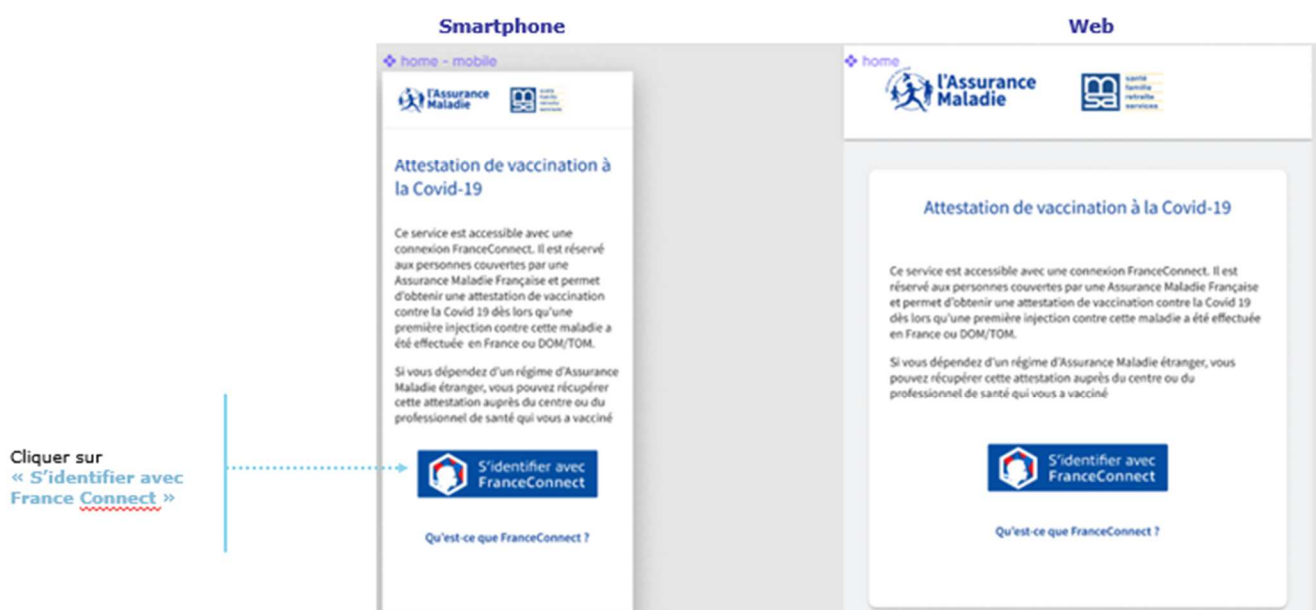 Smartphone
Web
home - mobile
l'Assurance
Maladie
msa
santé
famille
retraite
services
Attestation de vaccination à
la Covid-19
Ce service est accessible avec une
connexion FranceConnect. Il est réservé
aux personnes couvertes par une
Assurance Maladie Française et permet
d'obtenir une attestation de vaccination
contre la Covid 19 dès lors qu'une
première injection contre cette maladie a
été effectuée en France ou DOM/TOM.
Si vous dépendez d'un régime d'Assurance
Maladie étranger, vous pouvez récupérer
cette attestation auprès du centre ou du
professionnel de santé qui vous a vacciné
Cliquer sur
« S'identifier avec
France Connect »
S'identifier avec
FranceConnect
Qu'est-ce que FranceConnect ?
home
l'Assurance
Maladie
msa
santé
famille
retraite
services
Attestation de vaccination à la Covid-19
Ce service est accessible avec une connexion FranceConnect. Il est
réservé aux personnes couvertes par une Assurance Maladie Française
et permet d'obtenir une attestation de vaccination contre la Covid 19
dès lors qu'une première injection contre cette maladie a été effectuée
en France ou DOM/TOM.
Si vous dépendez d'un régime d'Assurance Maladie étranger, vous
pouvez récupérer cette attestation auprès du centre ou du
professionnel de santé qui vous a vacciné
S'identifier avec
FranceConnect
Qu'est-ce que FranceConnect ?